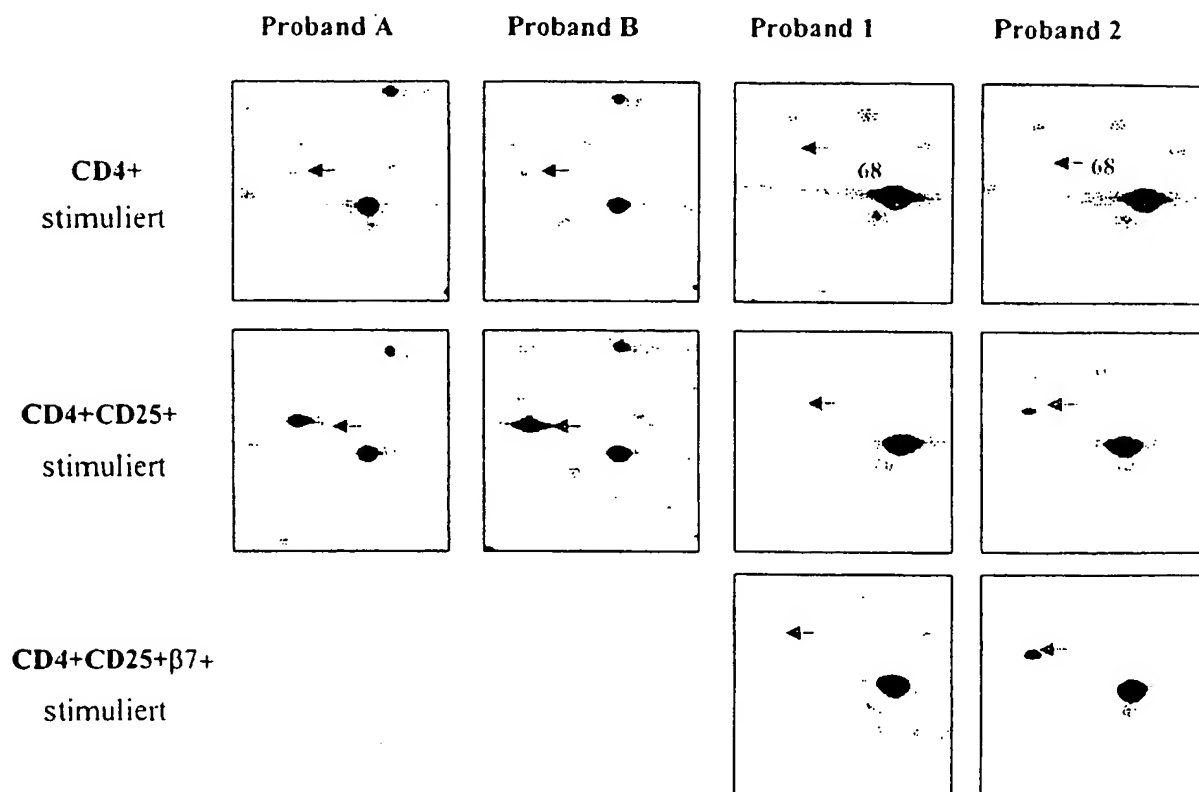 Proband A Proband B Proband 1 Proband 2
CD4+
stimuliert
68 68
CD4+CD25+
stimuliert
CD4+CD25+β7+
stimuliert